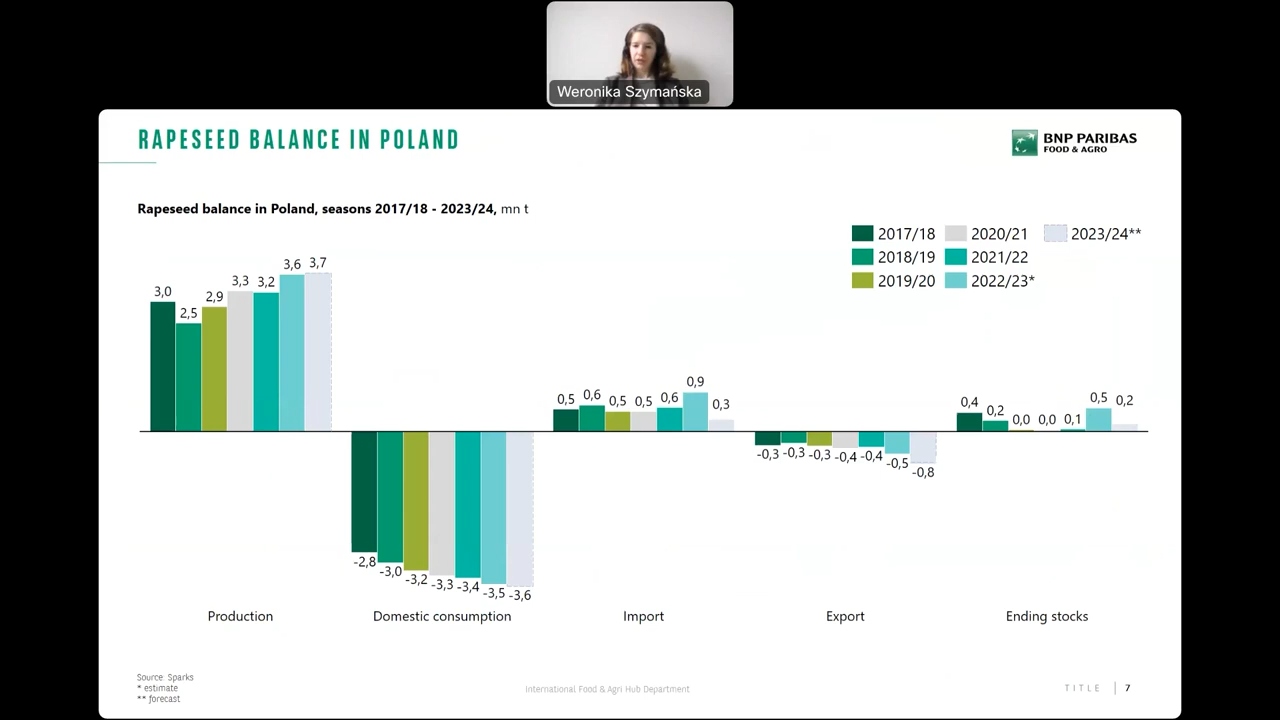 Weronika Szymańska
RAPESEED BALANCE IN POLAND
BNP PARIBAS
FOOD & AGRO
Rapeseed balance in Poland, seasons 2017/18 - 2023/24, mn t
2017/18 2020/21 2023/24**
2018/19 2021/22
2019/20 2022/23*
3,0 2,5 2,9 3,3 3,2 3,6 3,7
-2,8 -3,0 -3,2 -3,3 -3,4 -3,5 -3,6
0,5 0,6 0,5 0,5 0,6 0,9 0,3
-0,3 -0,3 -0,3 -0,4 -0,4 -0,5 -0,8
0,4 0,2 0,0 0,0 0,1 0,5 0,2
Production Domestic consumption Import Export Ending stocks
Source: Sparks
* estimate
** forecast
International Food & Agri Hub Department
TITLE | 7